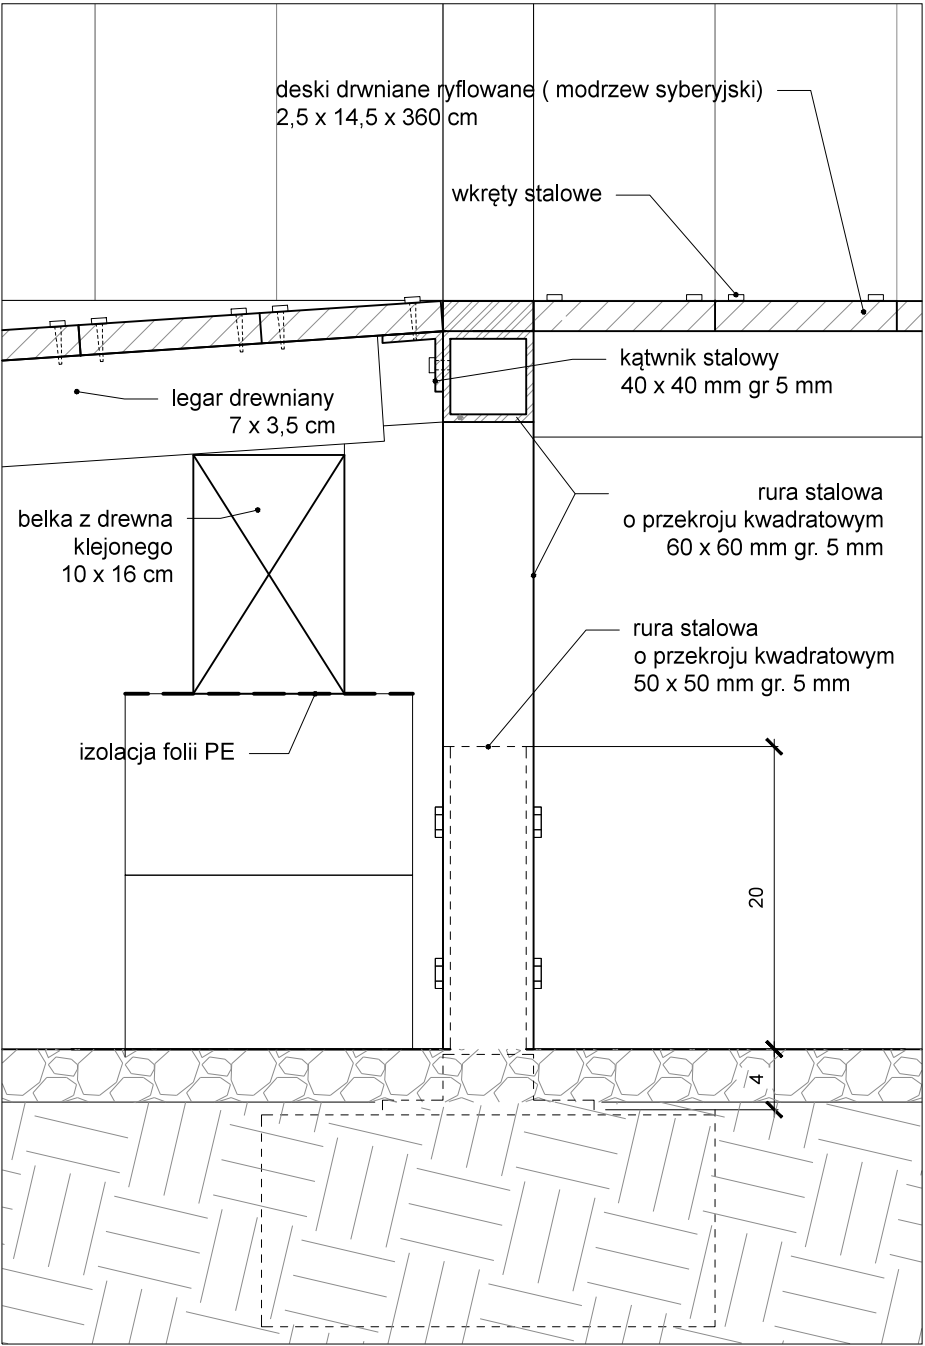 deski drwniane ryflowane ( modrzew syberyjski)
2,5 x 14,5 x 360 cm
wkręty stalowe
kątwnik stalowy
40 x 40 mm gr 5 mm
legar drewniany
7 x 3,5 cm
rura stalowa
o przekroju kwadratowym
60 x 60 mm gr. 5 mm
belka z drewna
klejonego
10 x 16 cm
rura stalowa
o przekroju kwadratowym
50 x 50 mm gr. 5 mm
izolacja folii PE
20
4